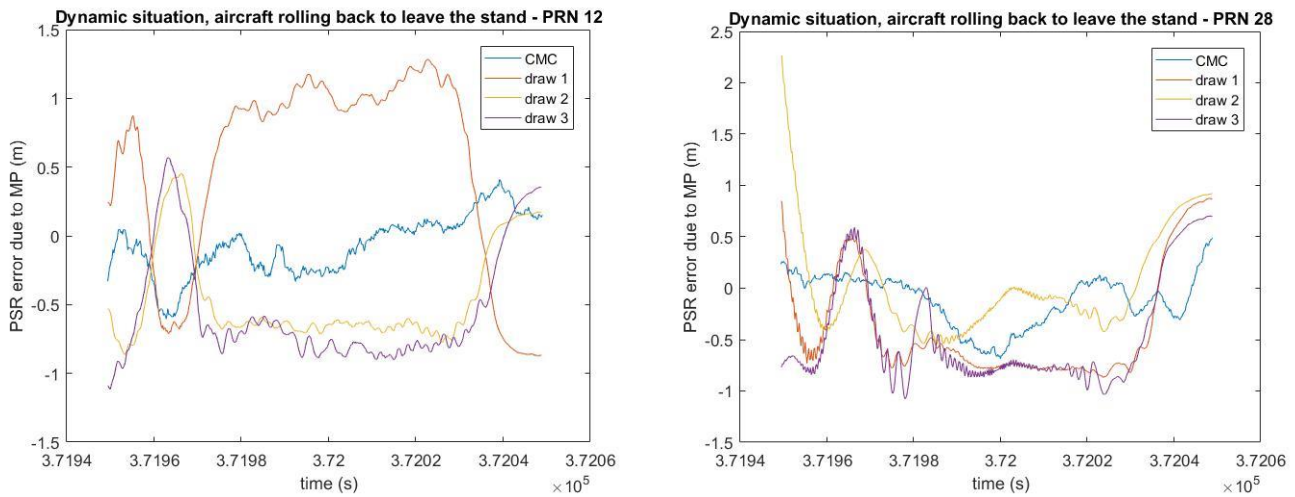 Dynamic situation, aircraft rolling back to leave the stand - PRN 12
1.5
1
0.5
0
-0.5
-1
-1.5
PSR error due to MP (m)
CMC
draw 1
draw 2
draw 3
3.7194 3.7196 3.7198 3.72 3.7202 3.7204 3.7206
time (s)
×10^5
Dynamic situation, aircraft rolling back to leave the stand - PRN 28
2.5
2
1.5
1
0.5
0
-0.5
-1
-1.5
PSR error due to MP (m)
CMC
draw 1
draw 2
draw 3
3.7194 3.7196 3.7198 3.72 3.7202 3.7204 3.7206
time (s)
×10^5